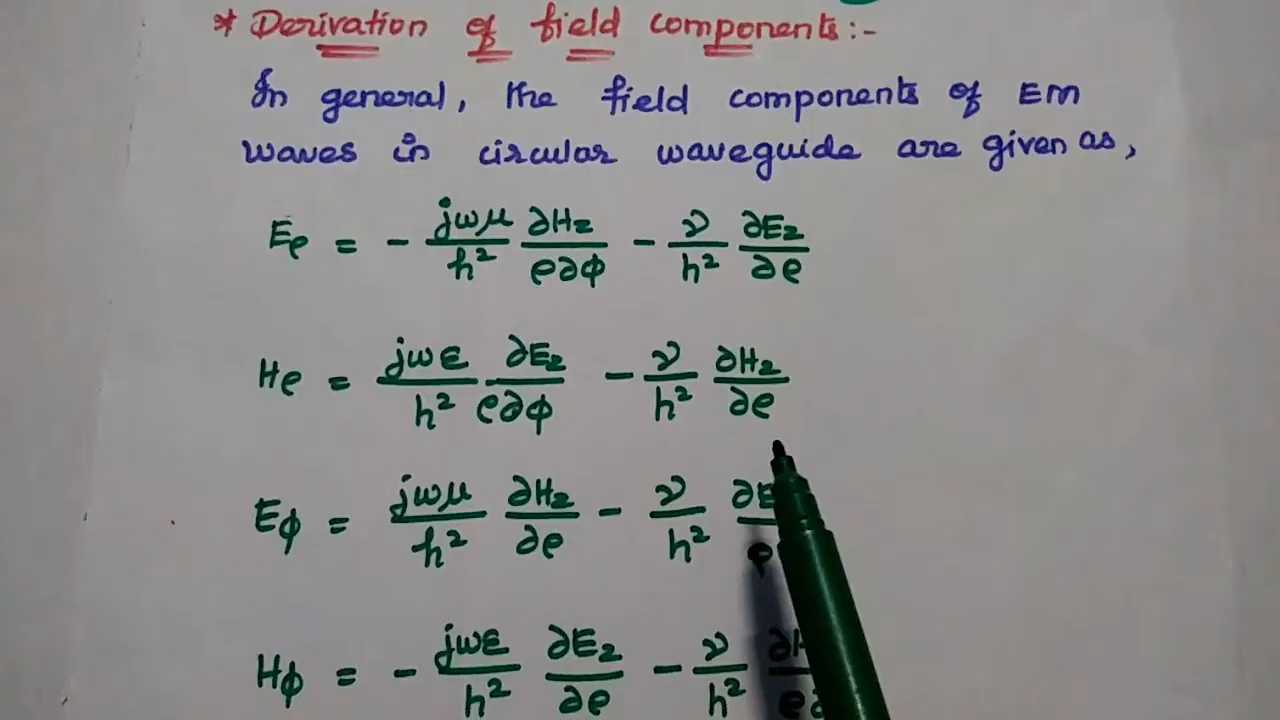 * Derivation of field components:-
In general, the field components of EM
waves in circular waveguide are given as,
Eρ = - jωμ/h² ∂Hz/ρ∂φ - ν/h² ∂Ez/∂ρ
Hρ = jωε/h² ∂Ez/ρ∂φ - ν/h² ∂Hz/∂ρ
Eφ = jωμ/h² ∂Hz/∂ρ - ν/h² ∂E/ρ
Hφ = - jωε/h² ∂Ez/∂ρ - ν/h² ∂H/ρ∂